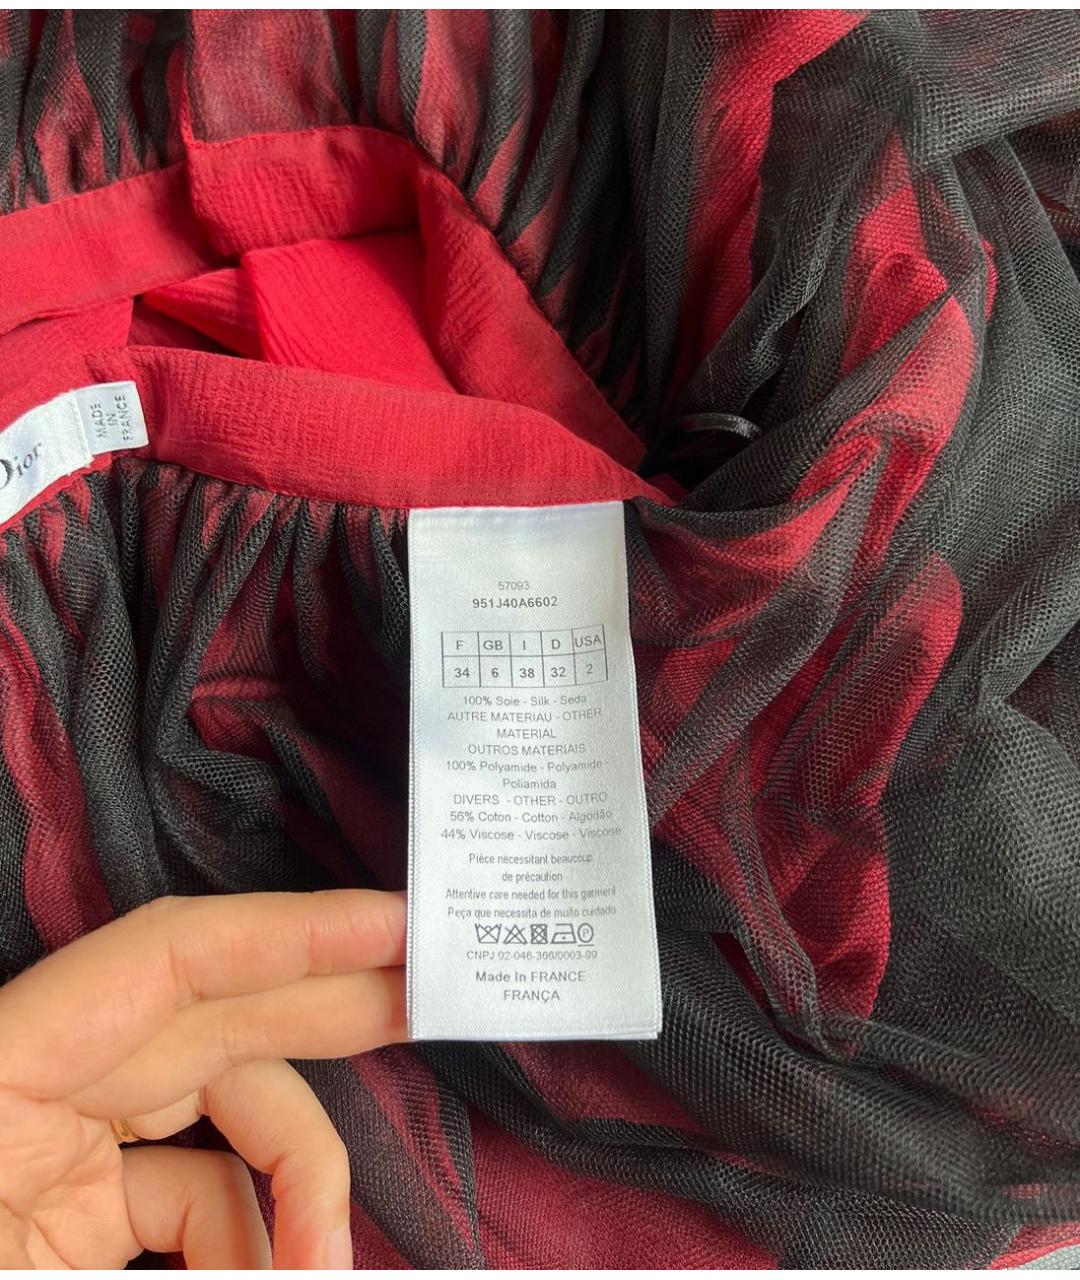 Dior
MADE
IN
FRANCE
57093
951J40A6602
F GB I D USA
34 6 38 32 2
100% Soie - Silk - Seda
AUTRE MATERIAU - OTHER
MATERIAL
OUTROS MATERIAIS
100% Polyamide - Polyamide -
Poliamida
DIVERS - OTHER - OUTRO
56% Coton - Cotton - Algodão
44% Viscose - Viscose - Viscose
Pièce nécessitant beaucoup
de précaution
Attentive care needed for this garment
Peça que necessita de muito cuidado
P
CNPJ 02-046-366/0003-99
Made In FRANCE
FRANÇA